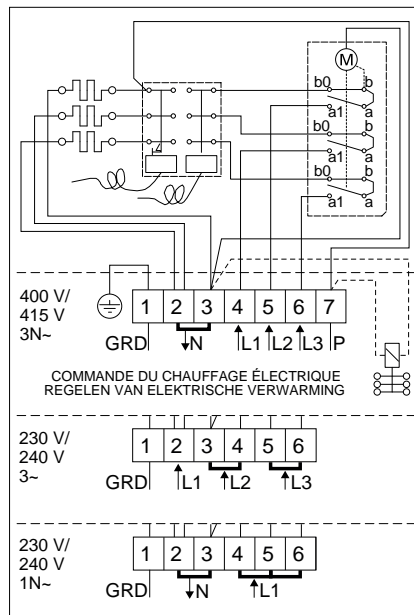 M
b0 b
a1 a
b0 b
a1 a
b0 b
a1 a
400 V/
415 V
3N~
1 2 3 4 5 6 7
GRD N L1 L2 L3 P
COMMANDE DU CHAUFFAGE ÉLECTRIQUE
REGELEN VAN ELEKTRISCHE VERWARMING
230 V/
240 V
3~
1 2 3 4 5 6
GRD L1 L2 L3
230 V/
240 V
1N~
1 2 3 4 5 6
GRD N L1